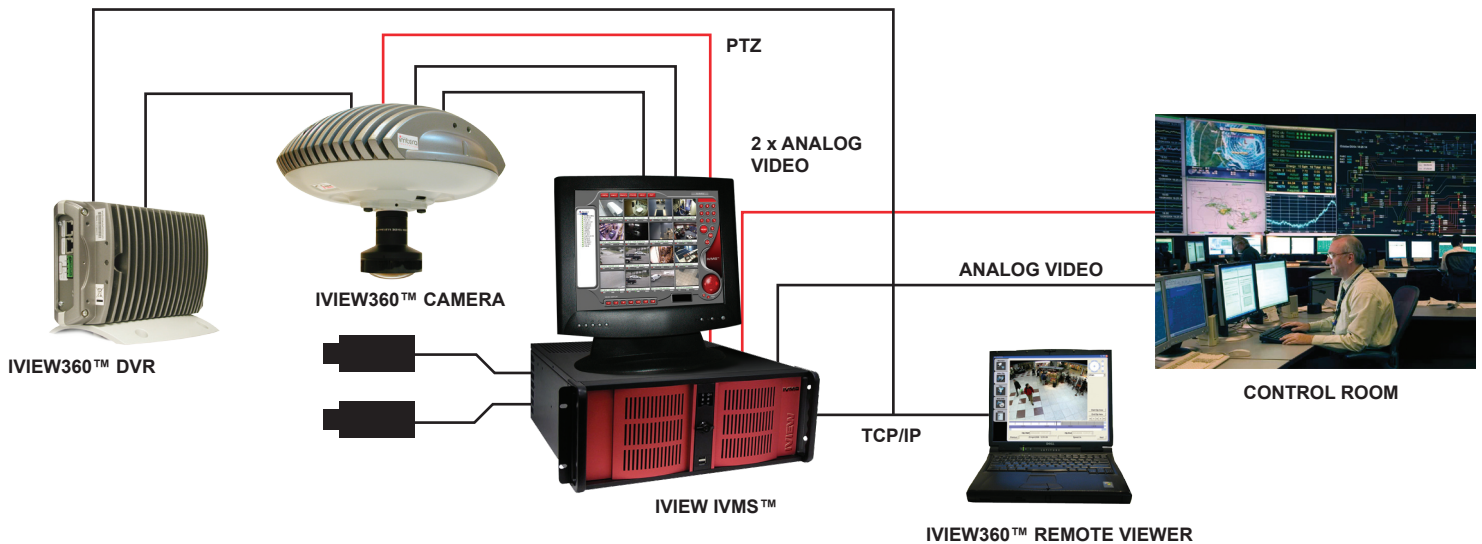 PTZ
2 x ANALOG
VIDEO
IVIEW360™ CAMERA
ANALOG VIDEO
IVIEW360™ DVR
CONTROL ROOM
TCP/IP
IVIEW
IVIEW IVMS™
IVIEW360™ REMOTE VIEWER